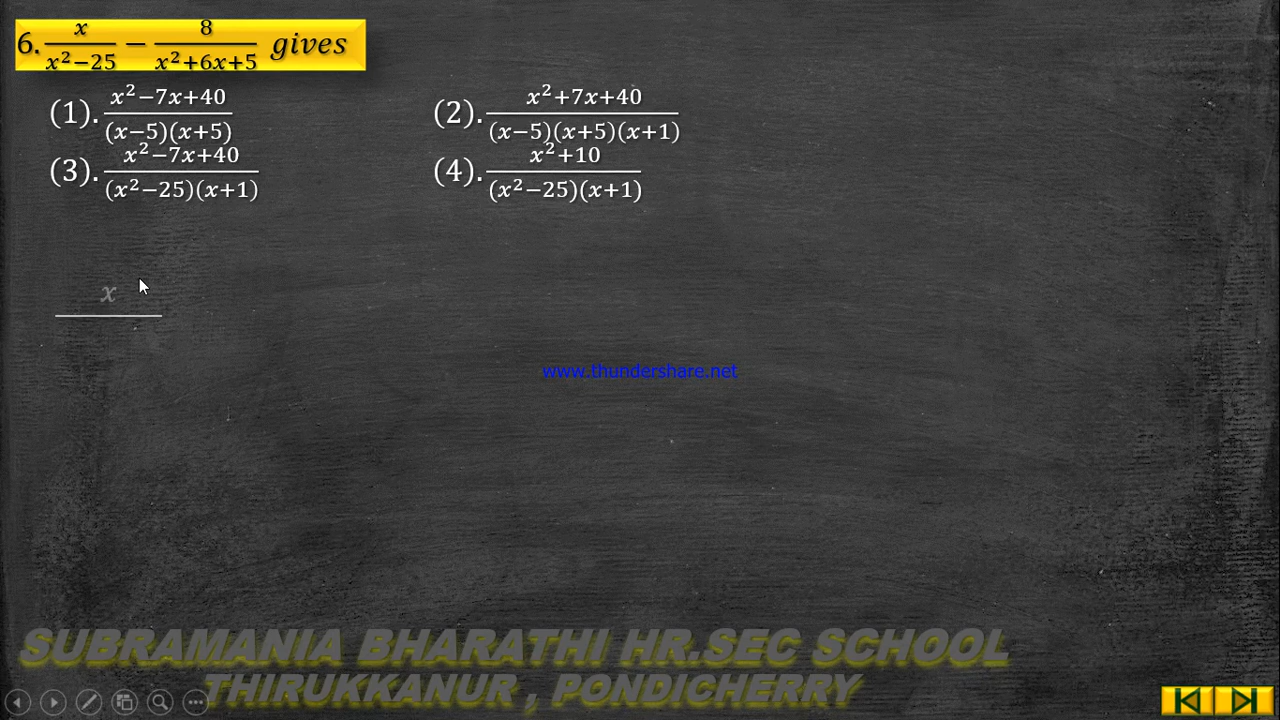 6. x/(x²−25) − 8/(x²+6x+5) gives
(1). (x²−7x+40)/((x−5)(x+5)) (2). (x²+7x+40)/((x−5)(x+5)(x+1))
(3). (x²−7x+40)/((x²−25)(x+1)) (4). (x²+10)/((x²−25)(x+1))
x
www.thundershare.net
SUBRAMANIA BHARATHI HR.SEC SCHOOL
THIRUKKANUR , PONDICHERRY